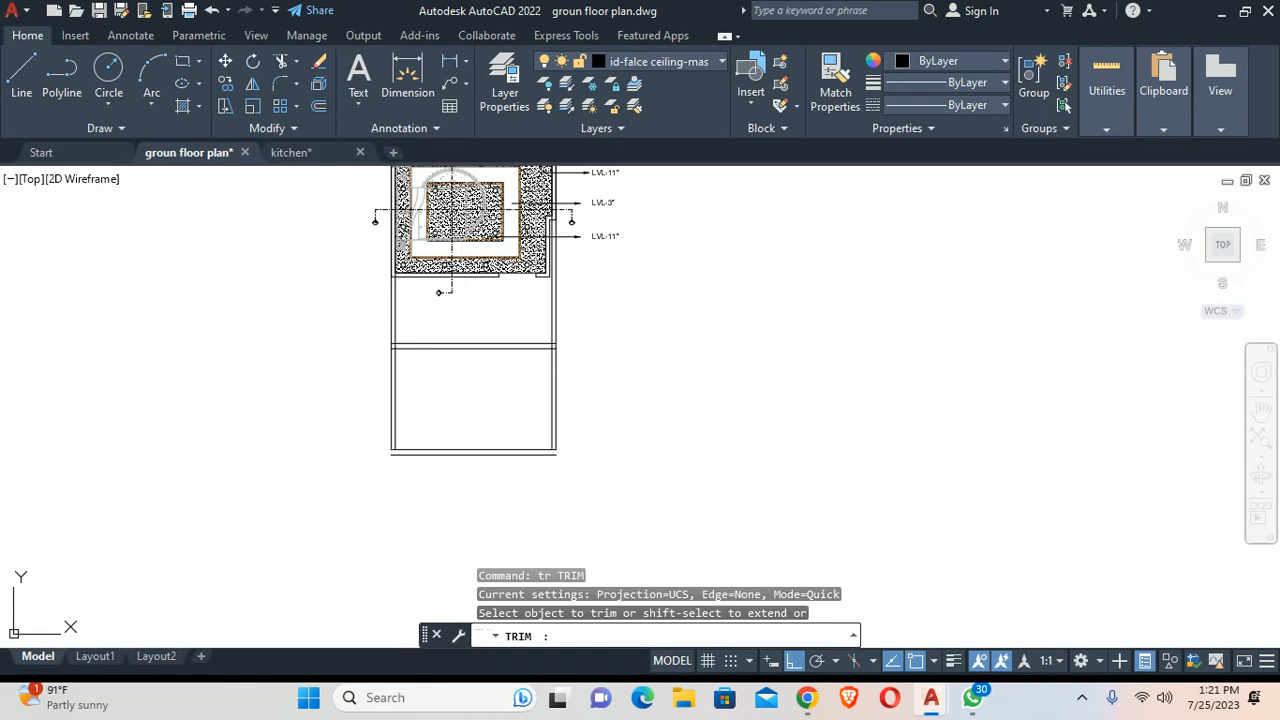 Share
Autodesk AutoCAD 2022 groun floor plan.dwg
Type a keyword or phrase
Sign In
Home Insert Annotate Parametric View Manage Output Add-ins Collaborate Express Tools Featured Apps
Line Polyline Circle Arc
Text Dimension
Layer Properties
id-falce ceiling-mas
Insert
Match Properties
ByLayer
ByLayer
ByLayer
Group
Utilities
Clipboard
View
Draw Modify Annotation Layers Block Properties Groups
Start groun floor plan* kitchen*
[−][Top][2D Wireframe]
LVL-11"
LVL-3"
LVL-11"
N
W TOP E
S
WCS
Y
X
Command: tr TRIM
Current settings: Projection=UCS, Edge=None, Mode=Quick
Select object to trim or shift-select to extend or
TRIM :
Model Layout1 Layout2
MODEL
1:1
1
91°F
Partly sunny
Search
30
1:21 PM
7/25/2023